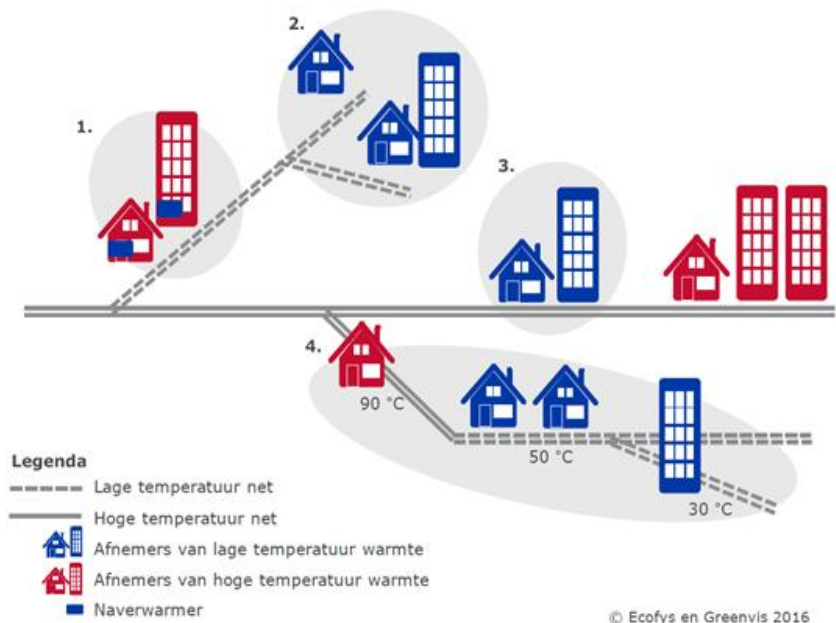 2.
1.
3.
4.
90 °C
50 °C
30 °C
Legenda
Lage temperatuur net
Hoge temperatuur net
Afnemers van lage temperatuur warmte
Afnemers van hoge temperatuur warmte
Naverwarmer
© Ecofys en Greenvis 2016